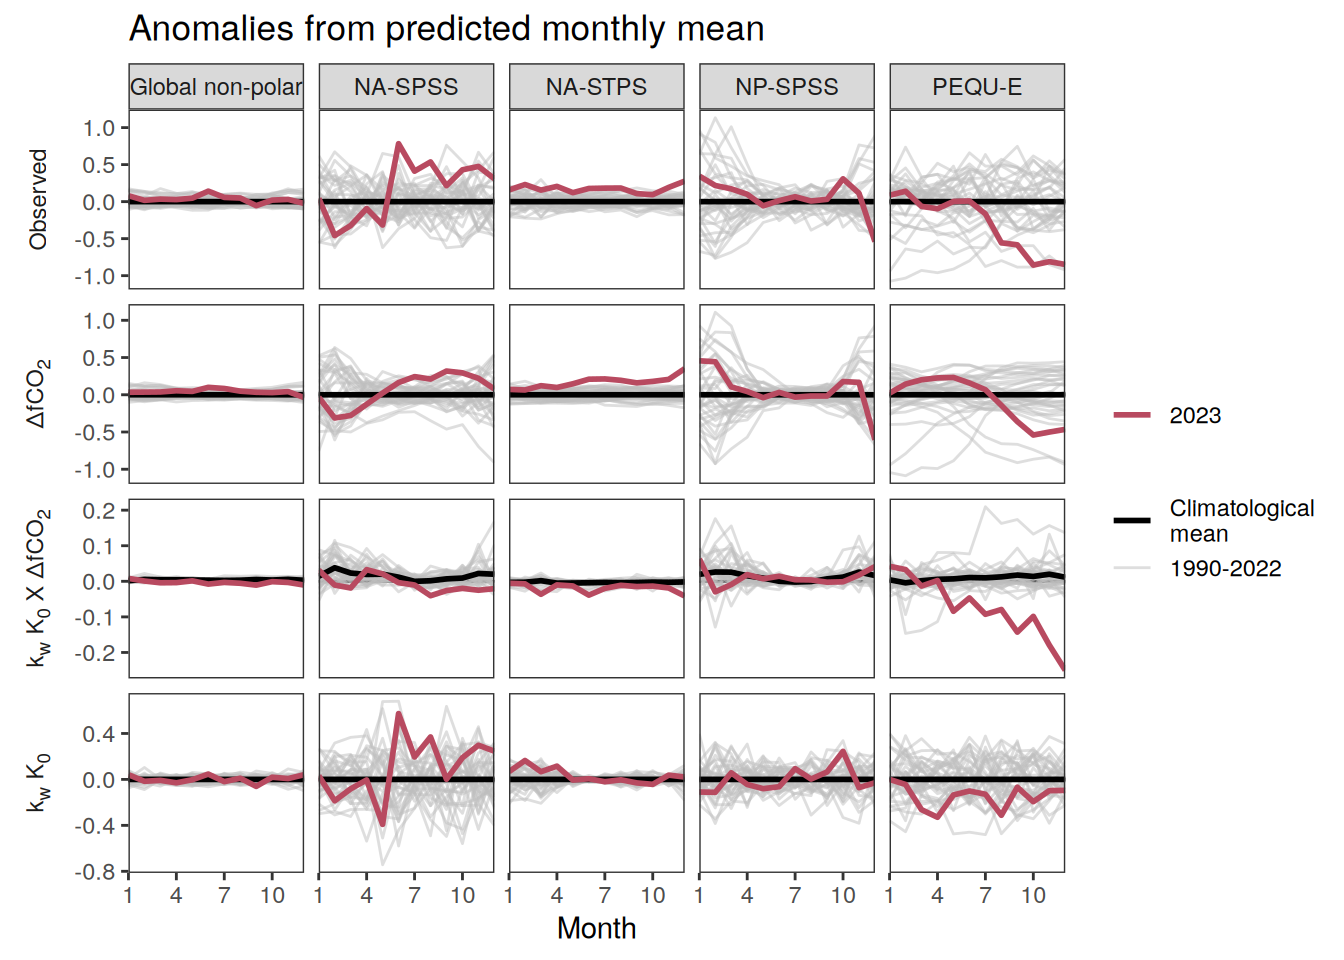 Anomalies from predicted monthly mean
Global non-polar NA-SPSS NA-STPS NP-SPSS PEQU-E
Observed
1.0
0.5
0.0
-0.5
-1.0
ΔfCO₂
1.0
0.5
0.0
-0.5
-1.0
k_w K₀ X ΔfCO₂
0.2
0.1
0.0
-0.1
-0.2
k_w K₀
0.4
0.0
-0.4
-0.8
1 4 7 10 1 4 7 10 1 4 7 10 1 4 7 10 1 4 7 10
Month
2023
Climatological
mean
1990-2022